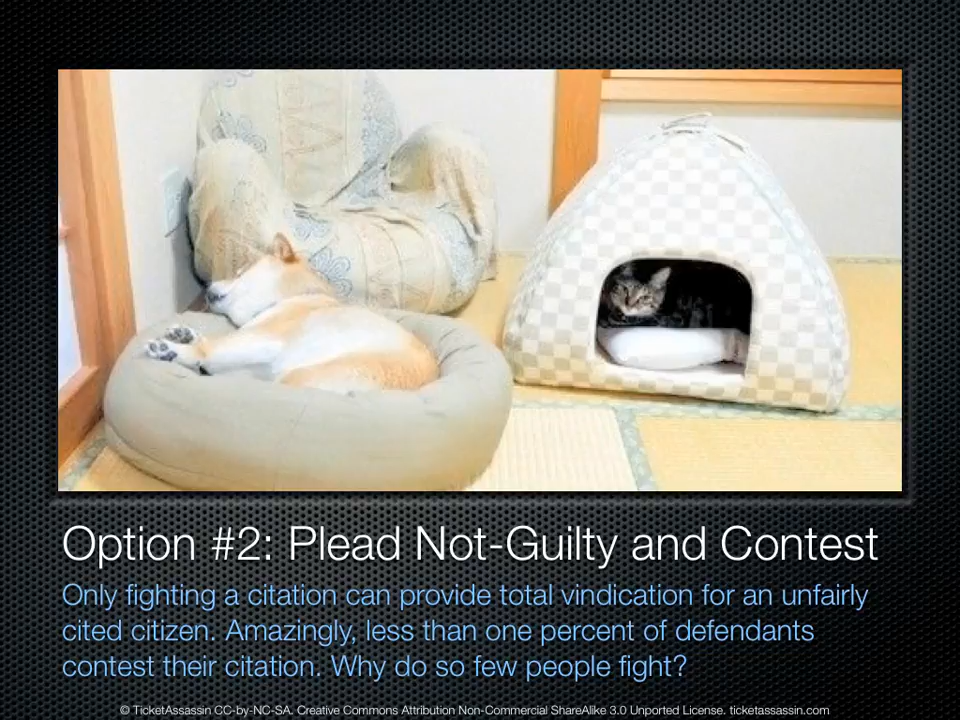 Option #2: Plead Not-Guilty and Contest
Only fighting a citation can provide total vindication for an unfairly
cited citizen. Amazingly, less than one percent of defendants
contest their citation. Why do so few people fight?
© TicketAssassin CC-by-NC-SA. Creative Commons Attribution Non-Commercial ShareAlike 3.0 Unported License. ticketassassin.com